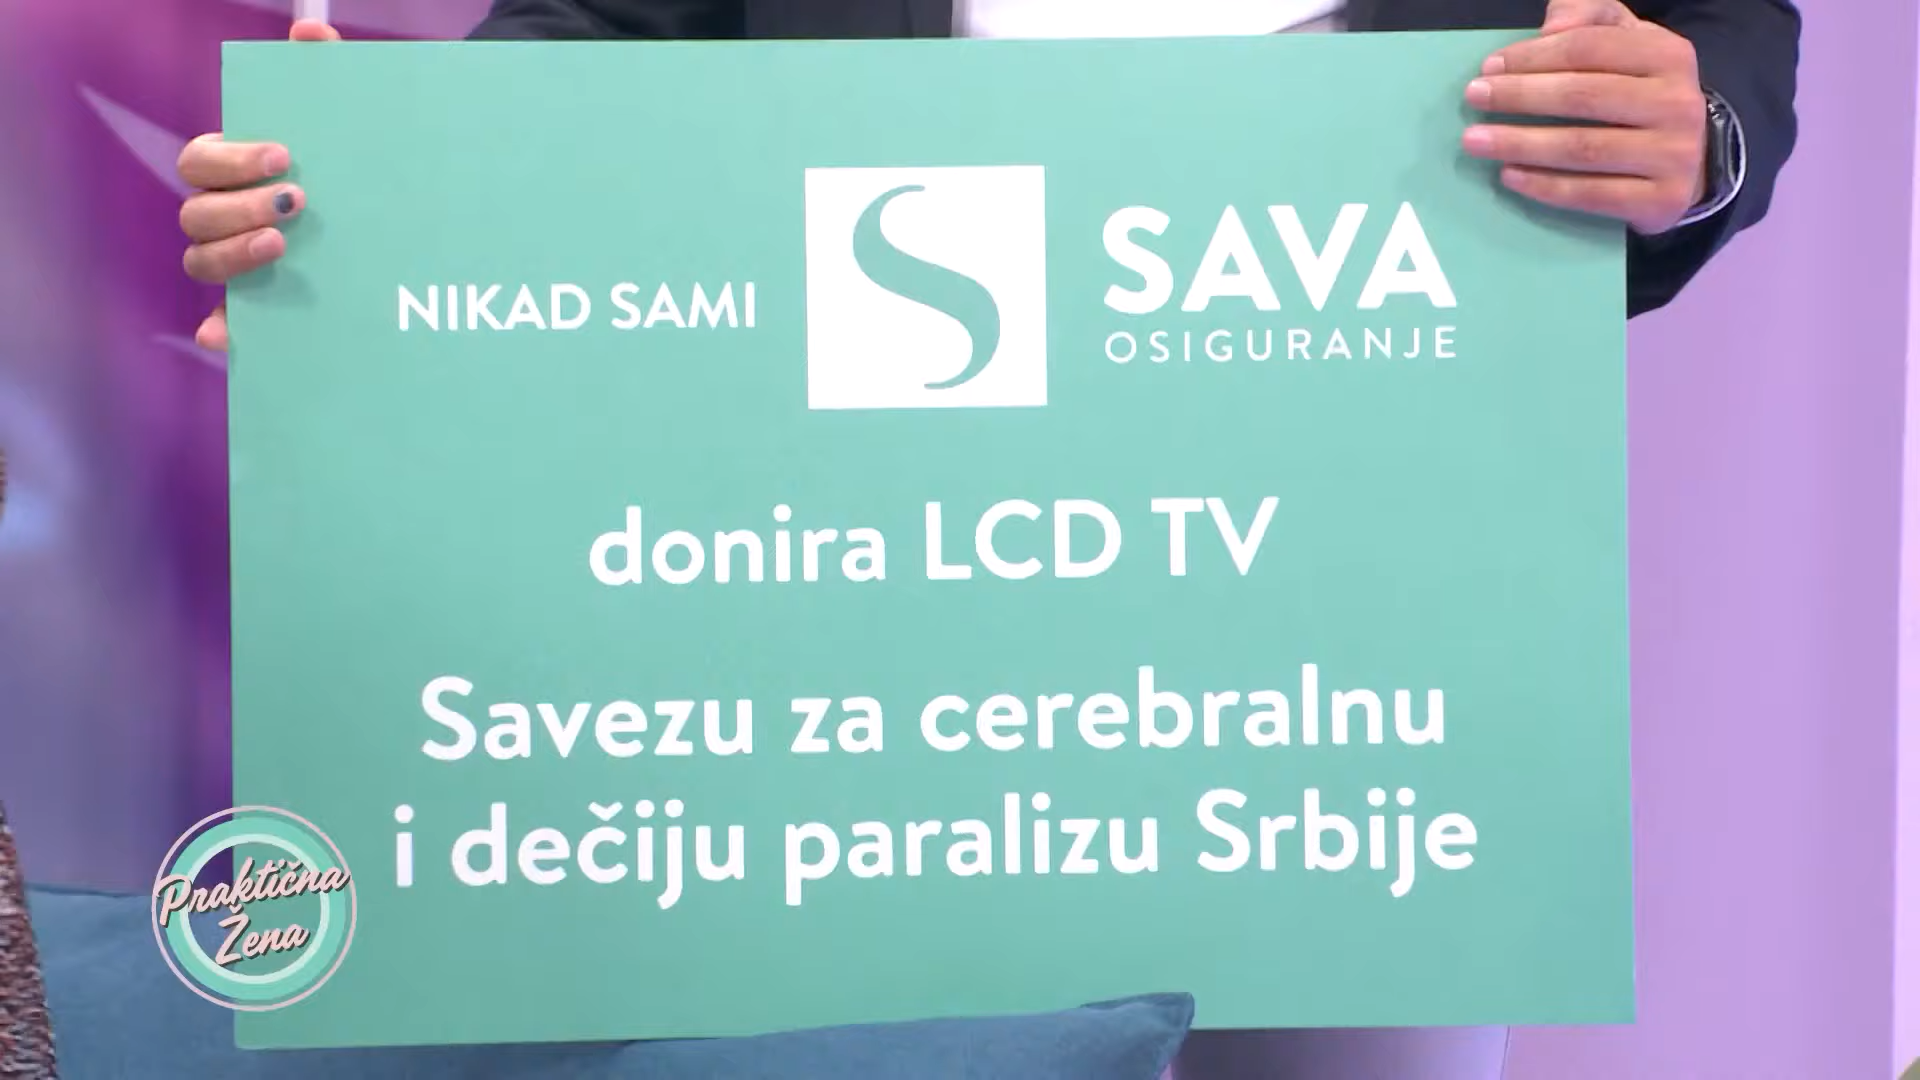 NIKAD SAMI
S
SAVA
OSIGURANJE
donira LCD TV
Savezu za cerebralnu
i dečiju paralizu Srbije
Praktična
Žena